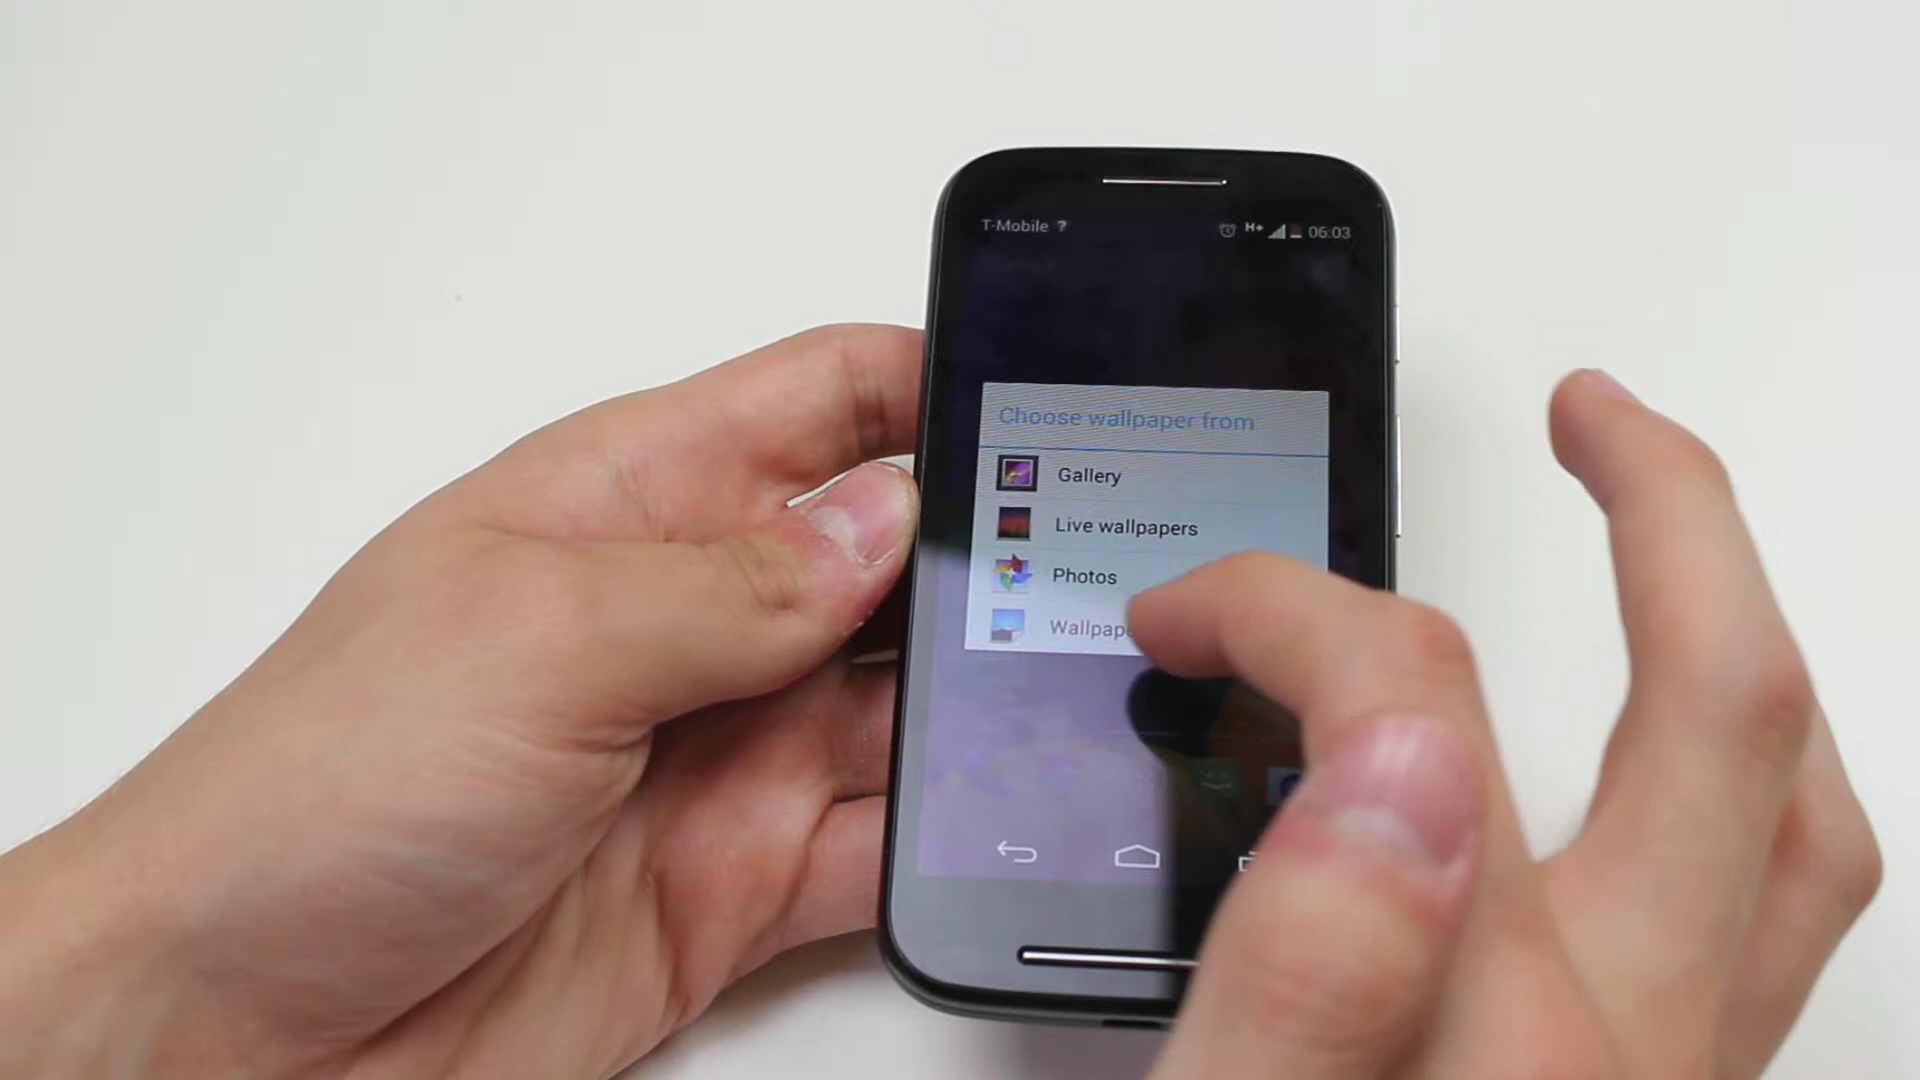 T-Mobile ? H+ 06:03
Choose wallpaper from
Gallery
Live wallpapers
Photos